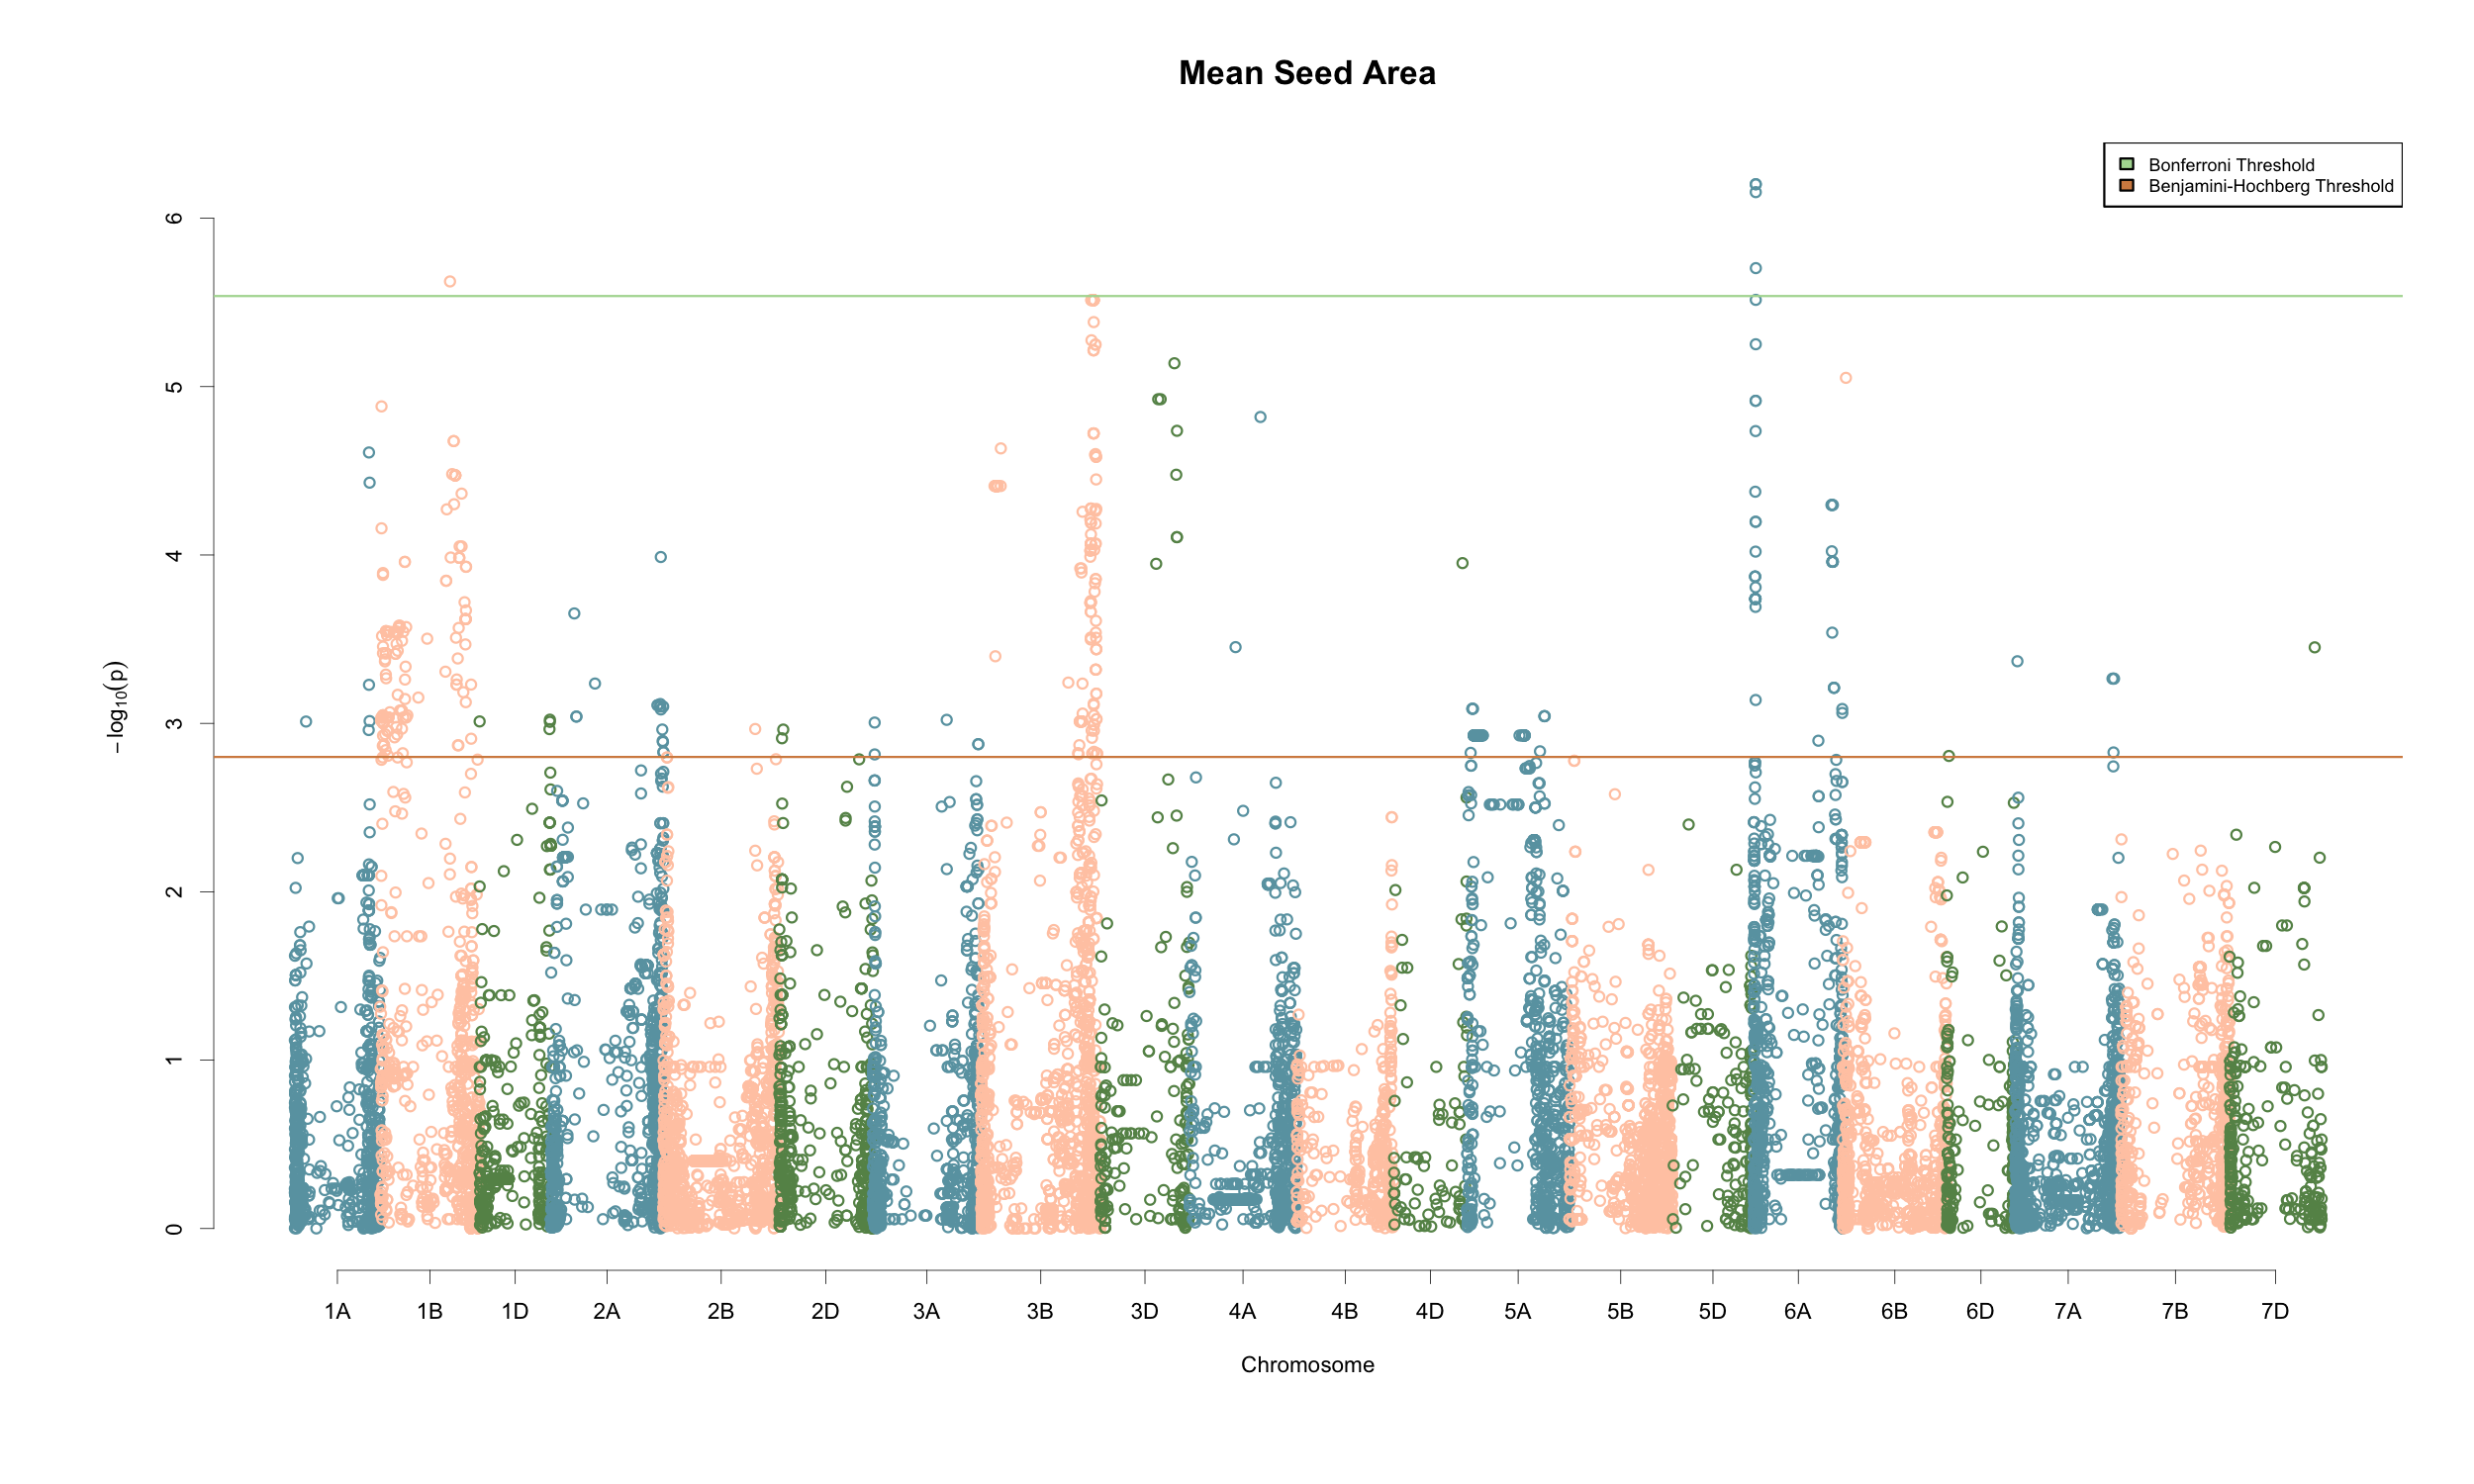 Mean Seed Area
Bonferroni Threshold
Benjamini-Hochberg Threshold
6
5
4
3
2
1
0
−log10(p)
1A 1B 1D 2A 2B 2D 3A 3B 3D 4A 4B 4D 5A 5B 5D 6A 6B 6D 7A 7B 7D
Chromosome